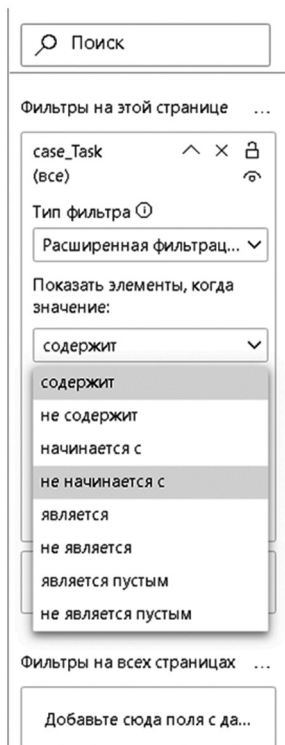 Поиск
Фильтры на этой странице ...
case_Task
(все)
Тип фильтра
Расширенная фильтрац...
Показать элементы, когда
значение:
содержит
содержит
не содержит
начинается с
не начинается с
является
не является
является пустым
не является пустым
Фильтры на всех страницах ...
Добавьте сюда поля с да...